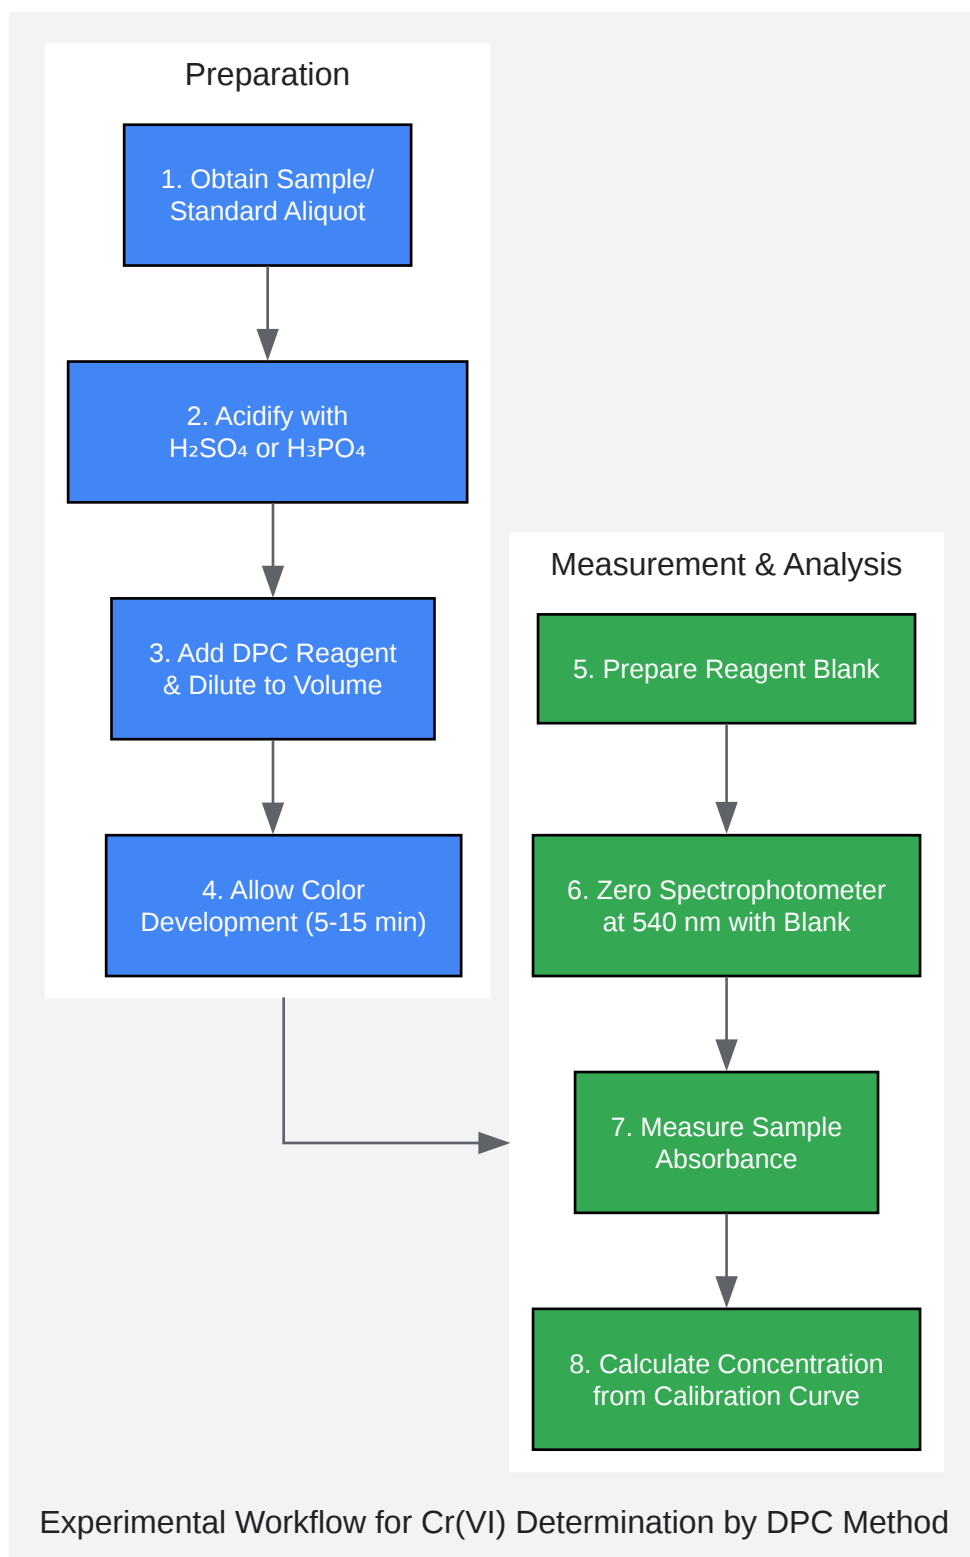 Preparation
1. Obtain Sample/
Standard Aliquot
2. Acidify with
H₂SO₄ or H₃PO₄
3. Add DPC Reagent
& Dilute to Volume
4. Allow Color
Development (5-15 min)
Measurement & Analysis
5. Prepare Reagent Blank
6. Zero Spectrophotometer
at 540 nm with Blank
7. Measure Sample
Absorbance
8. Calculate Concentration
from Calibration Curve
Experimental Workflow for Cr(VI) Determination by DPC Method